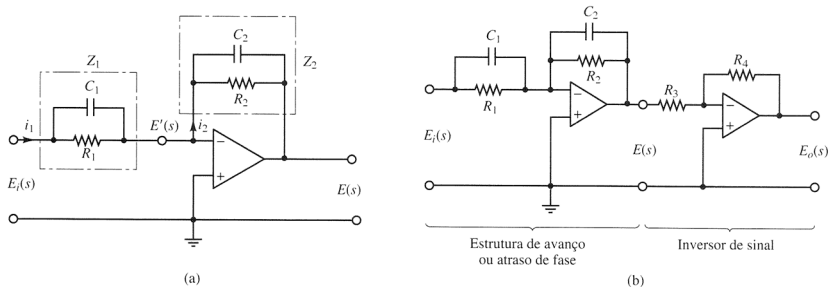 Z₁
C₁
i₁
R₁
E'(s)
Eᵢ(s)
C₂
R₂
Z₂
i₂
−
+
E(s)
(a)
C₁
R₁
C₂
R₂
−
+
Eᵢ(s)
E(s)
R₃
R₄
−
+
Eₒ(s)
Estrutura de avanço
ou atraso de fase
Inversor de sinal
(b)